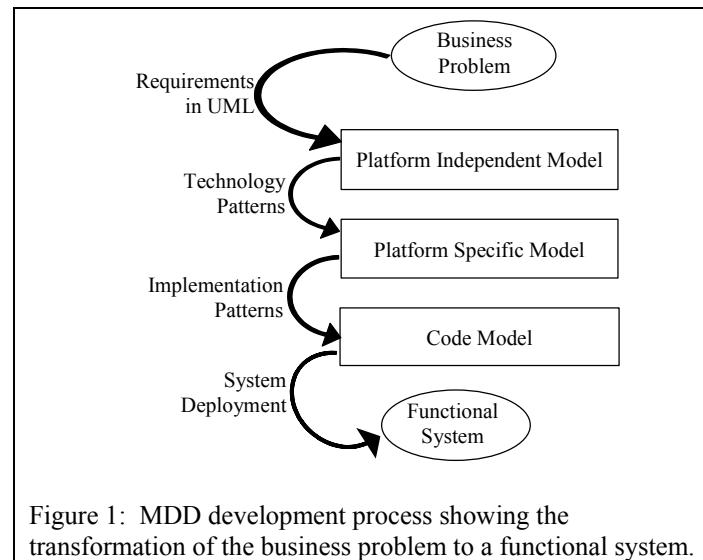 Business
Problem
Requirements
in UML
Platform Independent Model
Technology
Patterns
Platform Specific Model
Implementation
Patterns
Code Model
System
Deployment
Functional
System
Figure 1:  MDD development process showing the
transformation of the business problem to a functional system.